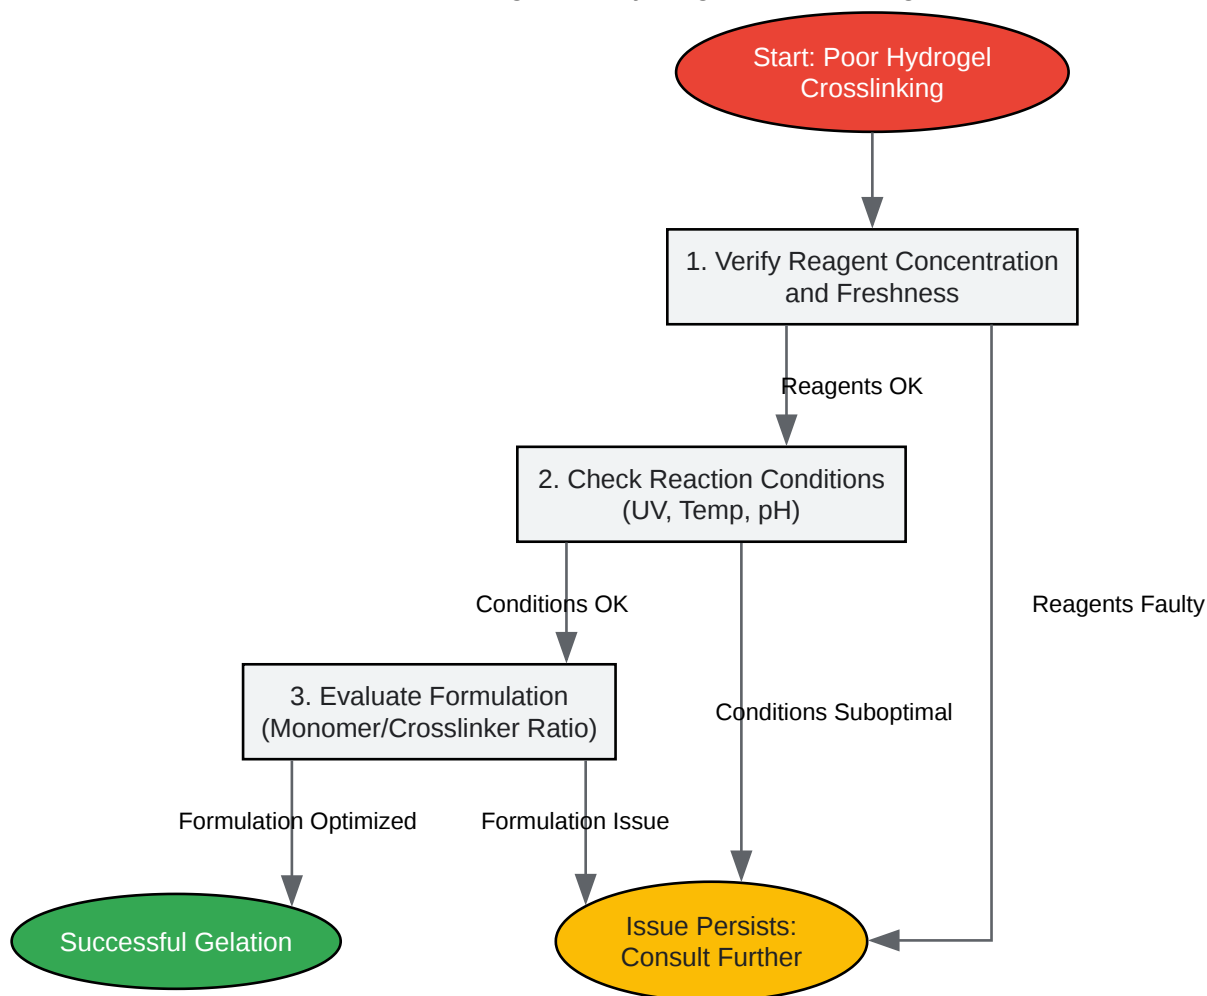 Start: Poor Hydrogel
Crosslinking
1. Verify Reagent Concentration
and Freshness
Reagents OK
2. Check Reaction Conditions
(UV, Temp, pH)
Conditions OK
Reagents Faulty
3. Evaluate Formulation
(Monomer/Crosslinker Ratio)
Conditions Suboptimal
Formulation Optimized
Formulation Issue
Successful Gelation
Issue Persists:
Consult Further